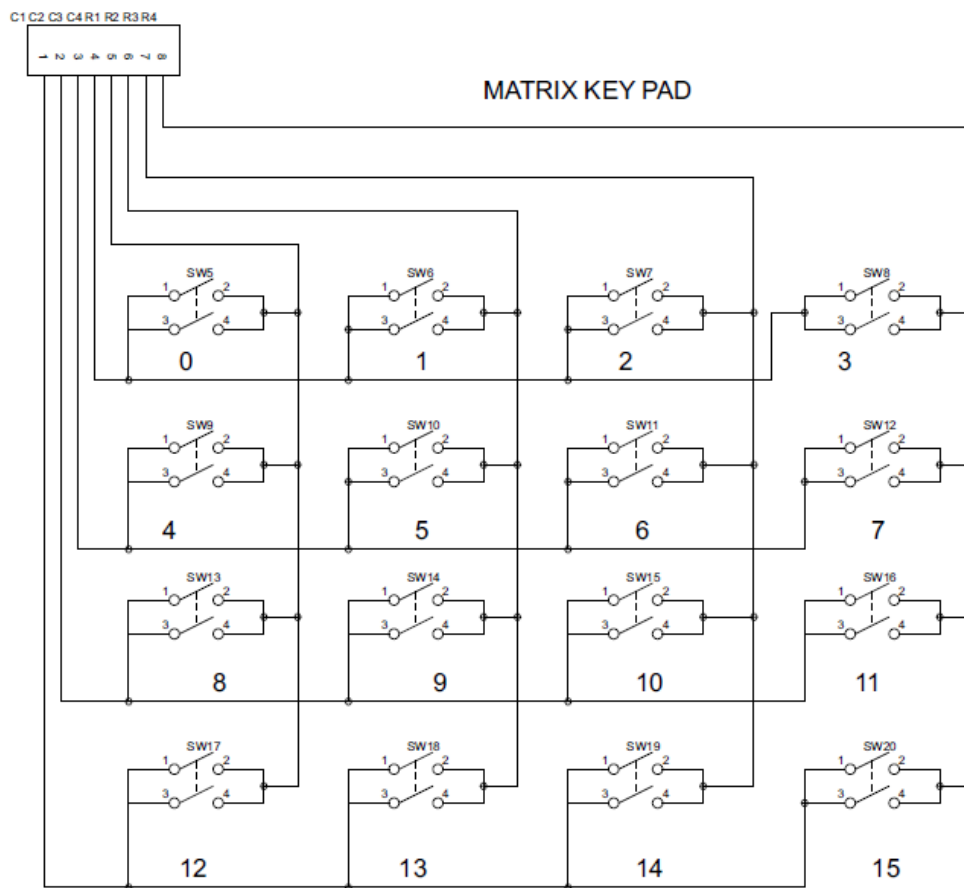 C1 C2 C3 C4 R1 R2 R3 R4
1 2 3 4 5 6 7 8
MATRIX KEY PAD
SW5 SW6 SW7 SW8
1 2 1 2 1 2 1 2
3 4 3 4 3 4 3 4
0 1 2 3
SW9 SW10 SW11 SW12
1 2 1 2 1 2 1 2
3 4 3 4 3 4 3 4
4 5 6 7
SW13 SW14 SW15 SW16
1 2 1 2 1 2 1 2
3 4 3 4 3 4 3 4
8 9 10 11
SW17 SW18 SW19 SW20
1 2 1 2 1 2 1 2
3 4 3 4 3 4 3 4
12 13 14 15